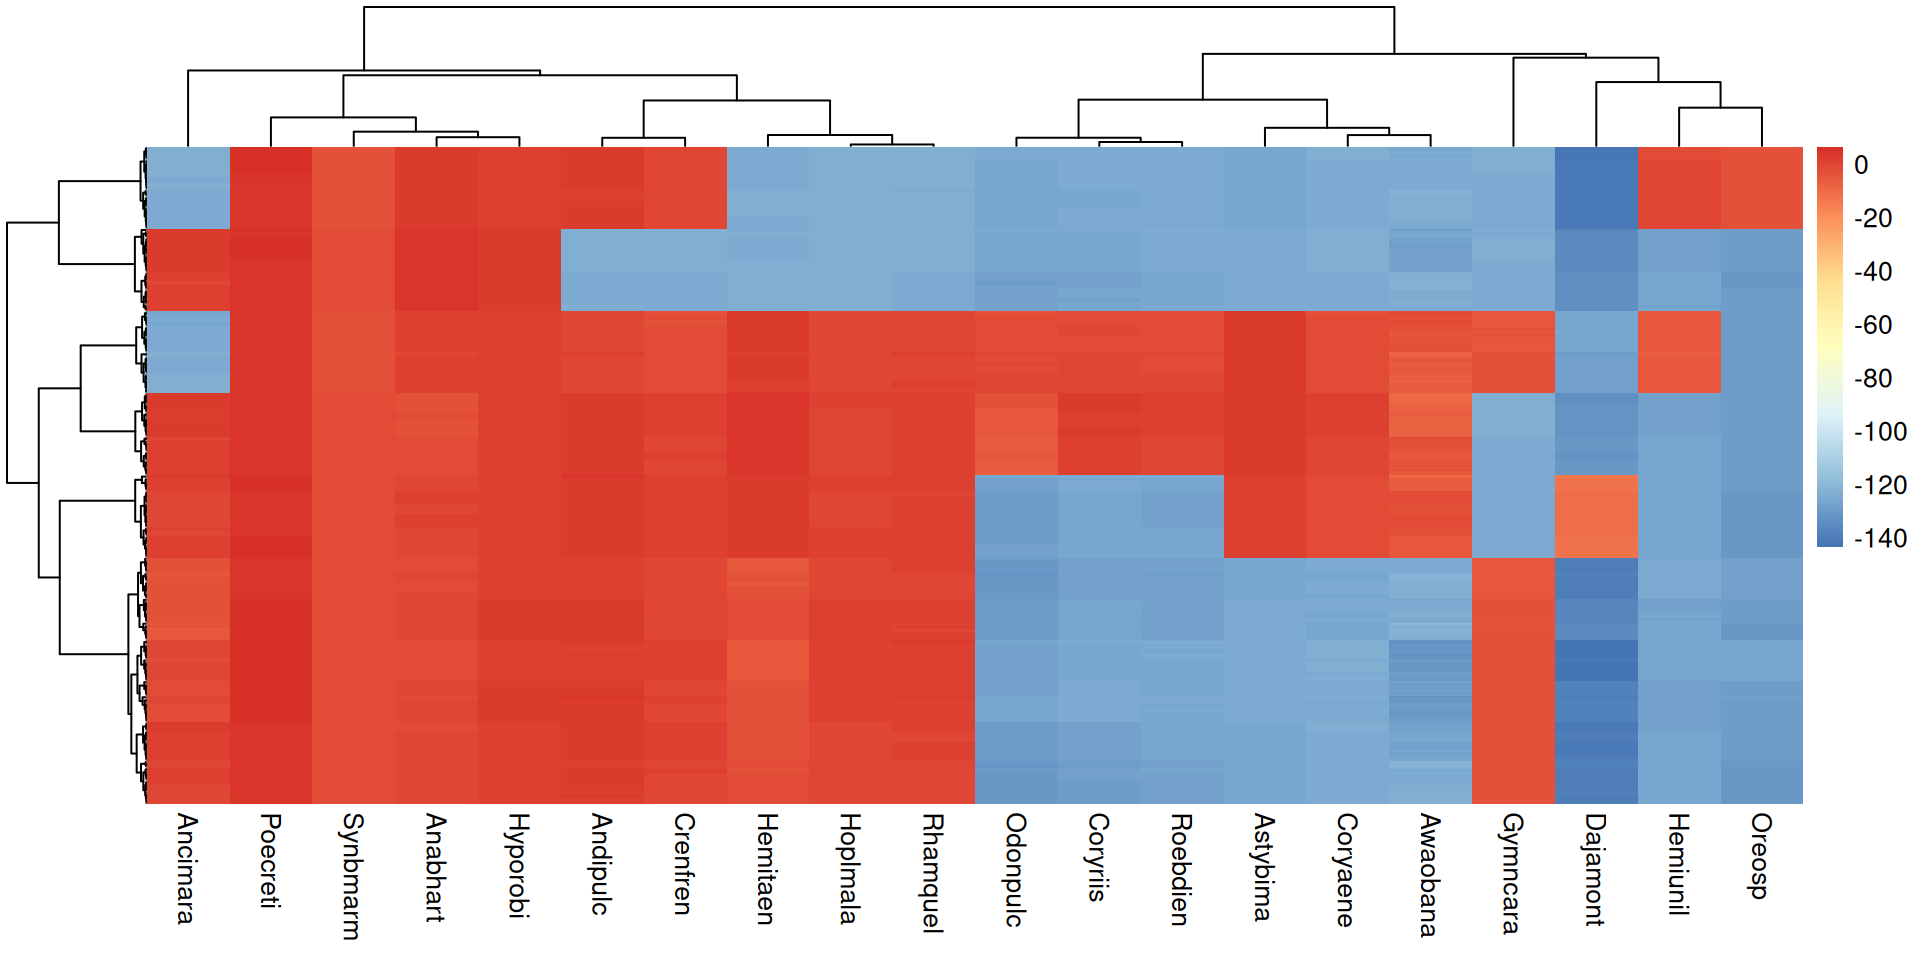 0
-20
-40
-60
-80
-100
-120
-140
Ancimara
Poecreti
Synbmarm
Anabhart
Hyporobi
Andipulc
Crenfren
Hemitaen
Hoplmala
Rhamquel
Odonpulc
Coryriis
Roebdien
Astybima
Coryaene
Awaobana
Gymncara
Dajamont
Hemiunil
Oreosp